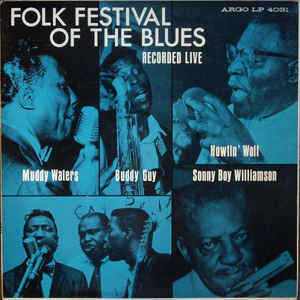 ARGO LP 4031
FOLK FESTIVAL
OF THE BLUES
RECORDED LIVE
Howlin' Wolf
Muddy Waters
Buddy Guy
Sonny Boy Williamson